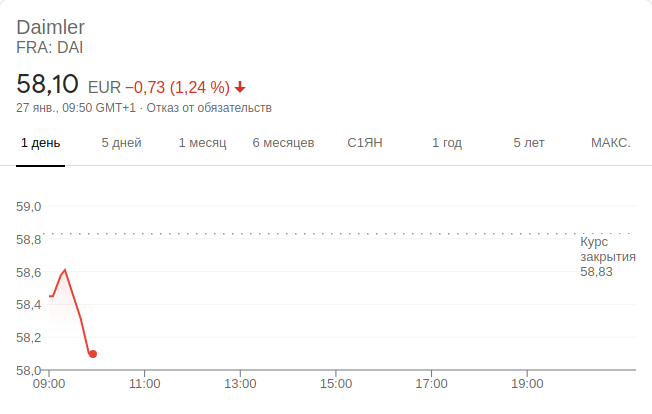 Daimler
FRA: DAI
58,10 EUR −0,73 (1,24 %)
27 янв., 09:50 GMT+1 · Отказ от обязательств
1 день 5 дней 1 месяц 6 месяцев С1ЯН 1 год 5 лет МАКС.
59,0
58,8
58,6
58,4
58,2
58,0
Курс
закрытия
58,83
09:00 11:00 13:00 15:00 17:00 19:00